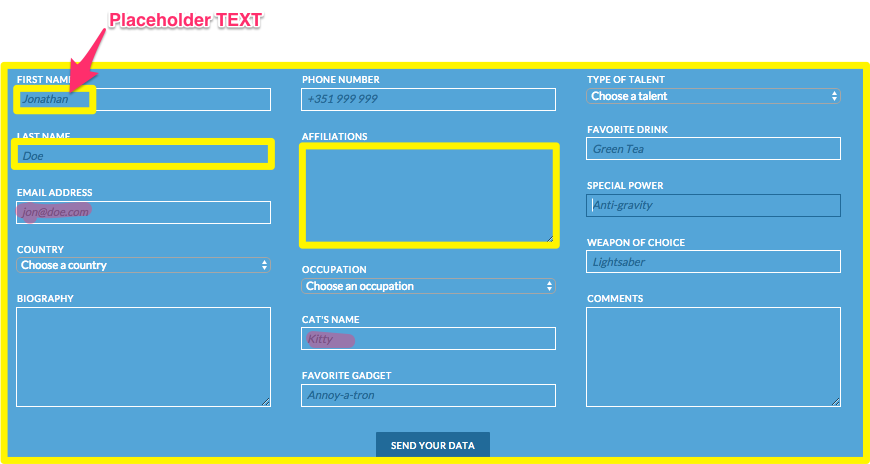 Placeholder TEXT
FIRST NAME
Jonathan
LAST NAME
Doe
EMAIL ADDRESS
jon@doe.com
COUNTRY
Choose a country
BIOGRAPHY
PHONE NUMBER
+351 999 999
AFFILIATIONS
OCCUPATION
Choose an occupation
CAT'S NAME
Kitty
FAVORITE GADGET
Annoy-a-tron
TYPE OF TALENT
Choose a talent
FAVORITE DRINK
Green Tea
SPECIAL POWER
Anti-gravity
WEAPON OF CHOICE
Lightsaber
COMMENTS
SEND YOUR DATA